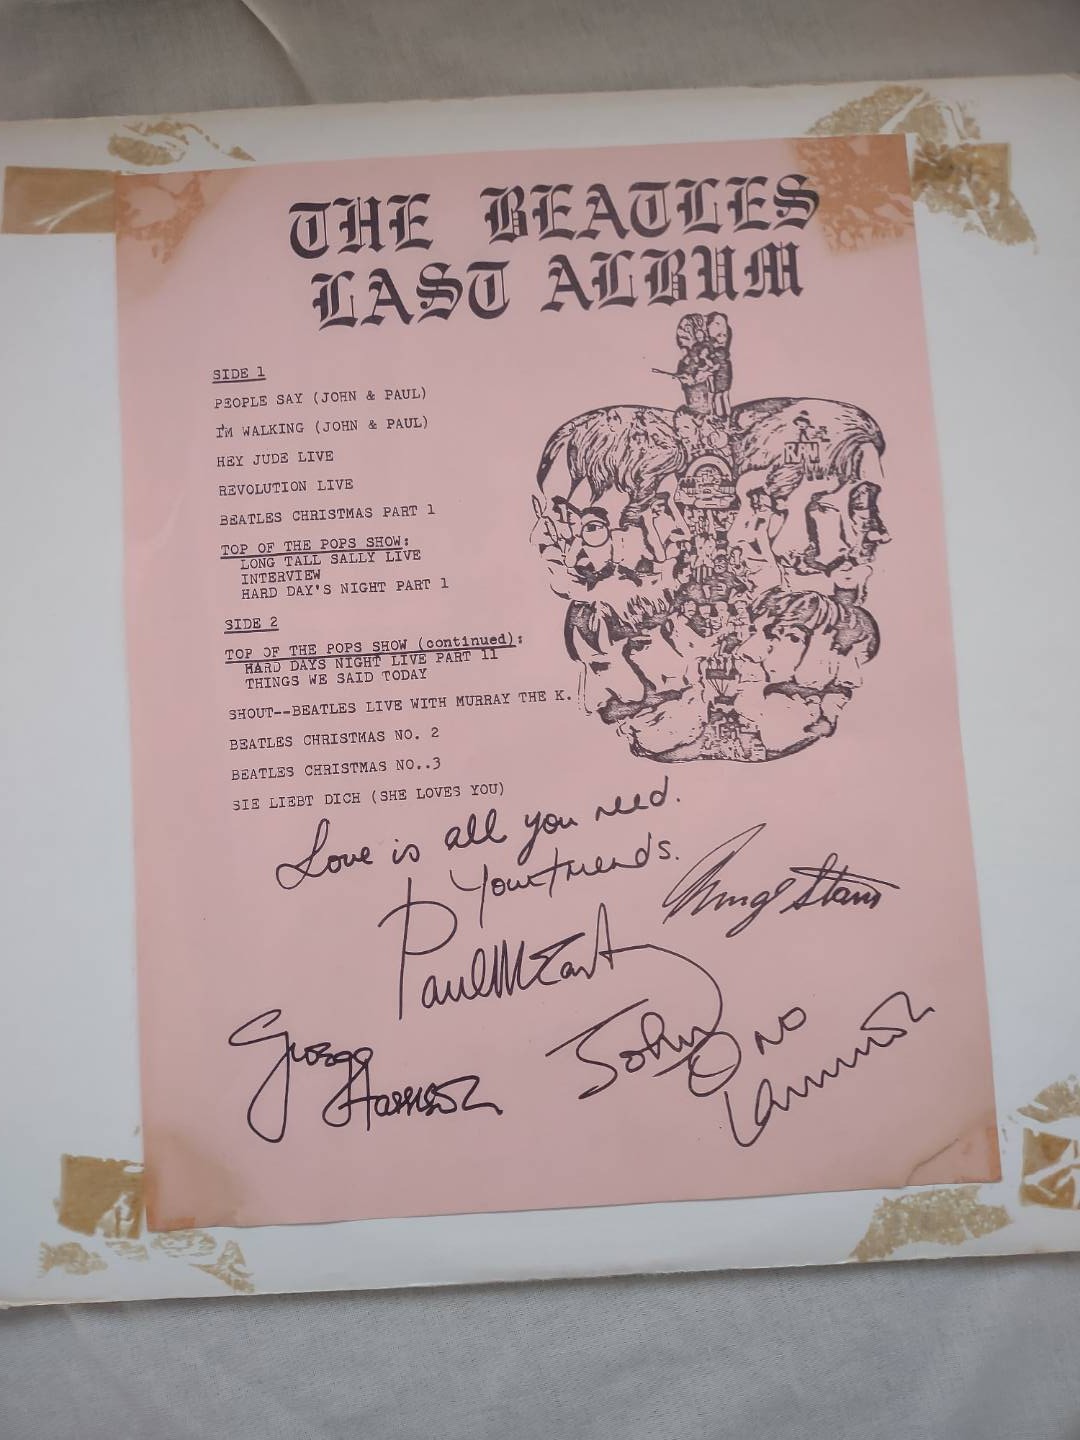 THE BEATLES
LAST ALBUM
SIDE 1
PEOPLE SAY (JOHN & PAUL)
I'M WALKING (JOHN & PAUL)
HEY JUDE LIVE
REVOLUTION LIVE
BEATLES CHRISTMAS PART 1
TOP OF THE POPS SHOW:
LONG TALL SALLY LIVE
INTERVIEW
HARD DAY'S NIGHT PART 1
SIDE 2
TOP OF THE POPS SHOW (continued):
HARD DAYS NIGHT LIVE PART 11
THINGS WE SAID TODAY
SHOUT--BEATLES LIVE WITH MURRAY THE K.
BEATLES CHRISTMAS NO. 2
BEATLES CHRISTMAS NO..3
SIE LIEBT DICH (SHE LOVES YOU)
RAM
Love is all you need.
Your friends.
Ringo Starr
Paul McCart
George Harrison
John Ono
Lennon